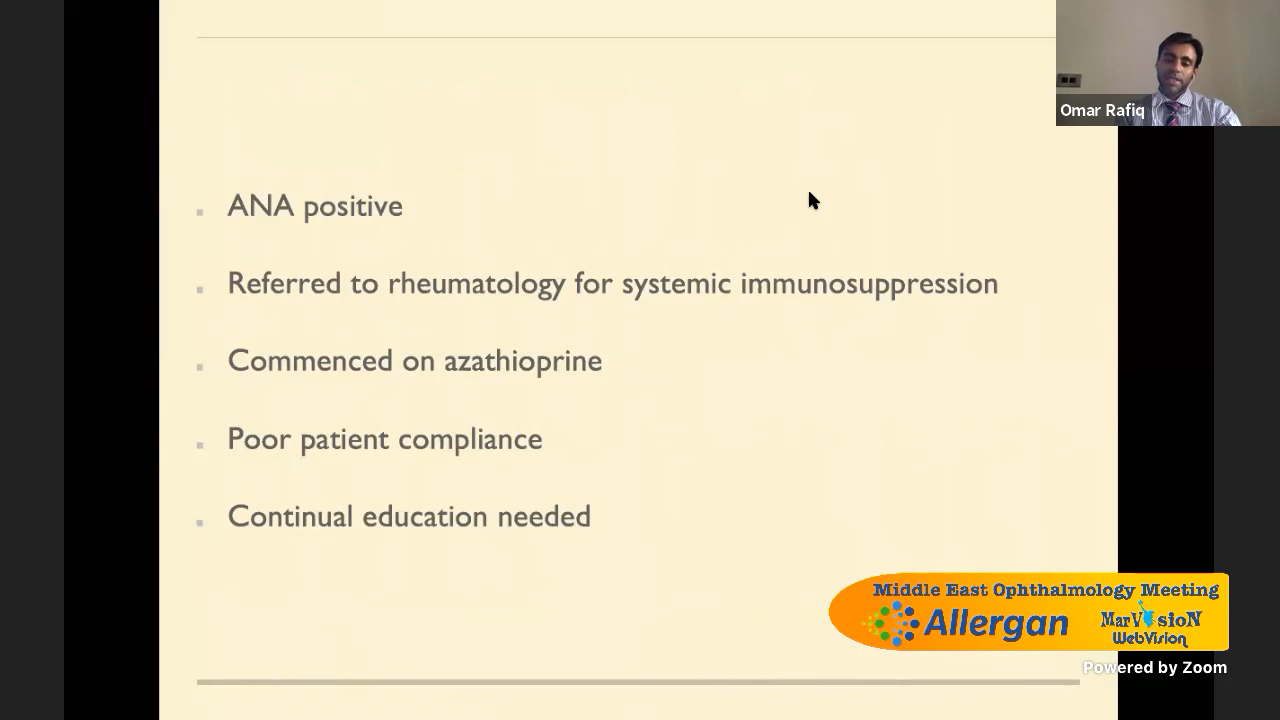 Omar Rafiq
ANA positive
Referred to rheumatology for systemic immunosuppression
Commenced on azathioprine
Poor patient compliance
Continual education needed
Middle East Ophthalmology Meeting
Allergan
MarVision
WebVision
Powered by Zoom